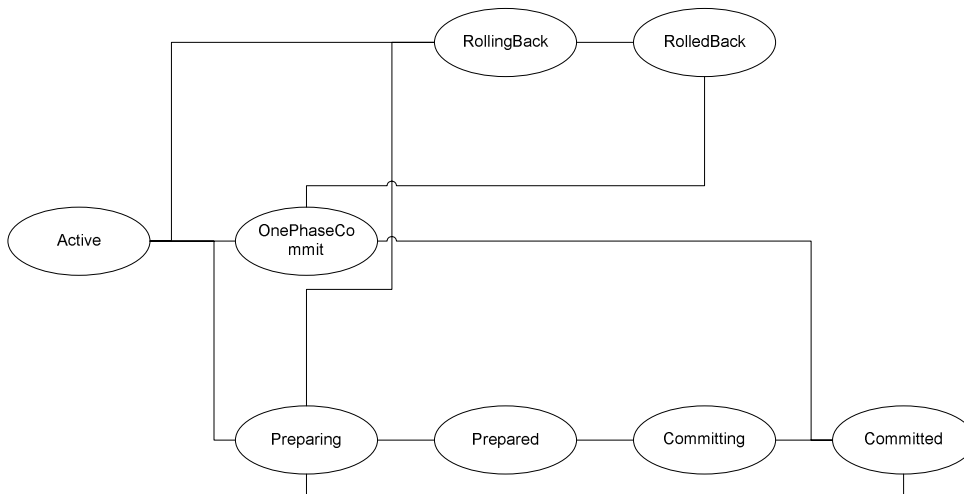 RollingBack
RolledBack
Active
OnePhaseCo
mmit
Preparing
Prepared
Committing
Committed